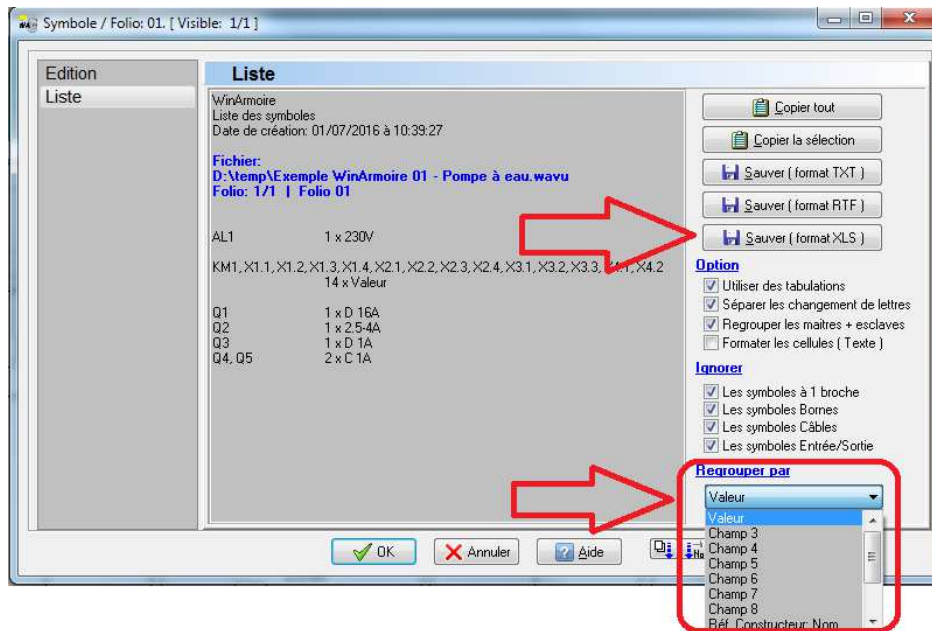 Symbole / Folio: 01. [ Visible: 1/1 ]
Edition
Liste
Liste
WinArmoire
Liste des symboles
Date de création: 01/07/2016 à 10:39:27
Fichier:
D:\temp\Exemple WinArmoire 01 - Pompe à eau.wavu
Folio: 1/1 | Folio 01
AL1 1 x 230V
KM1, X1.1, X1.2, X1.3, X1.4, X2.1, X2.2, X2.3, X2.4, X3.1, X3.2, X3.3, X4.1, X4.2
14 x Valeur
Q1 1 x D 16A
Q2 1 x 2.5-4A
Q3 1 x D 1A
Q4, Q5 2 x C 1A
Copier tout
Copier la sélection
Sauver ( format TXT )
Sauver ( format RTF )
Sauver ( format XLS )
Option
Utiliser des tabulations
Séparer les changement de lettres
Regrouper les maitres + esclaves
Formater les cellules ( Texte )
Ignorer
Les symboles à 1 broche
Les symboles Bornes
Les symboles Câbles
Les symboles Entrée/Sortie
Regrouper par
Valeur
Valeur
Champ 3
Champ 4
Champ 5
Champ 6
Champ 7
Champ 8
Réf. Constructeur: Nom
OK
Annuler
Aide